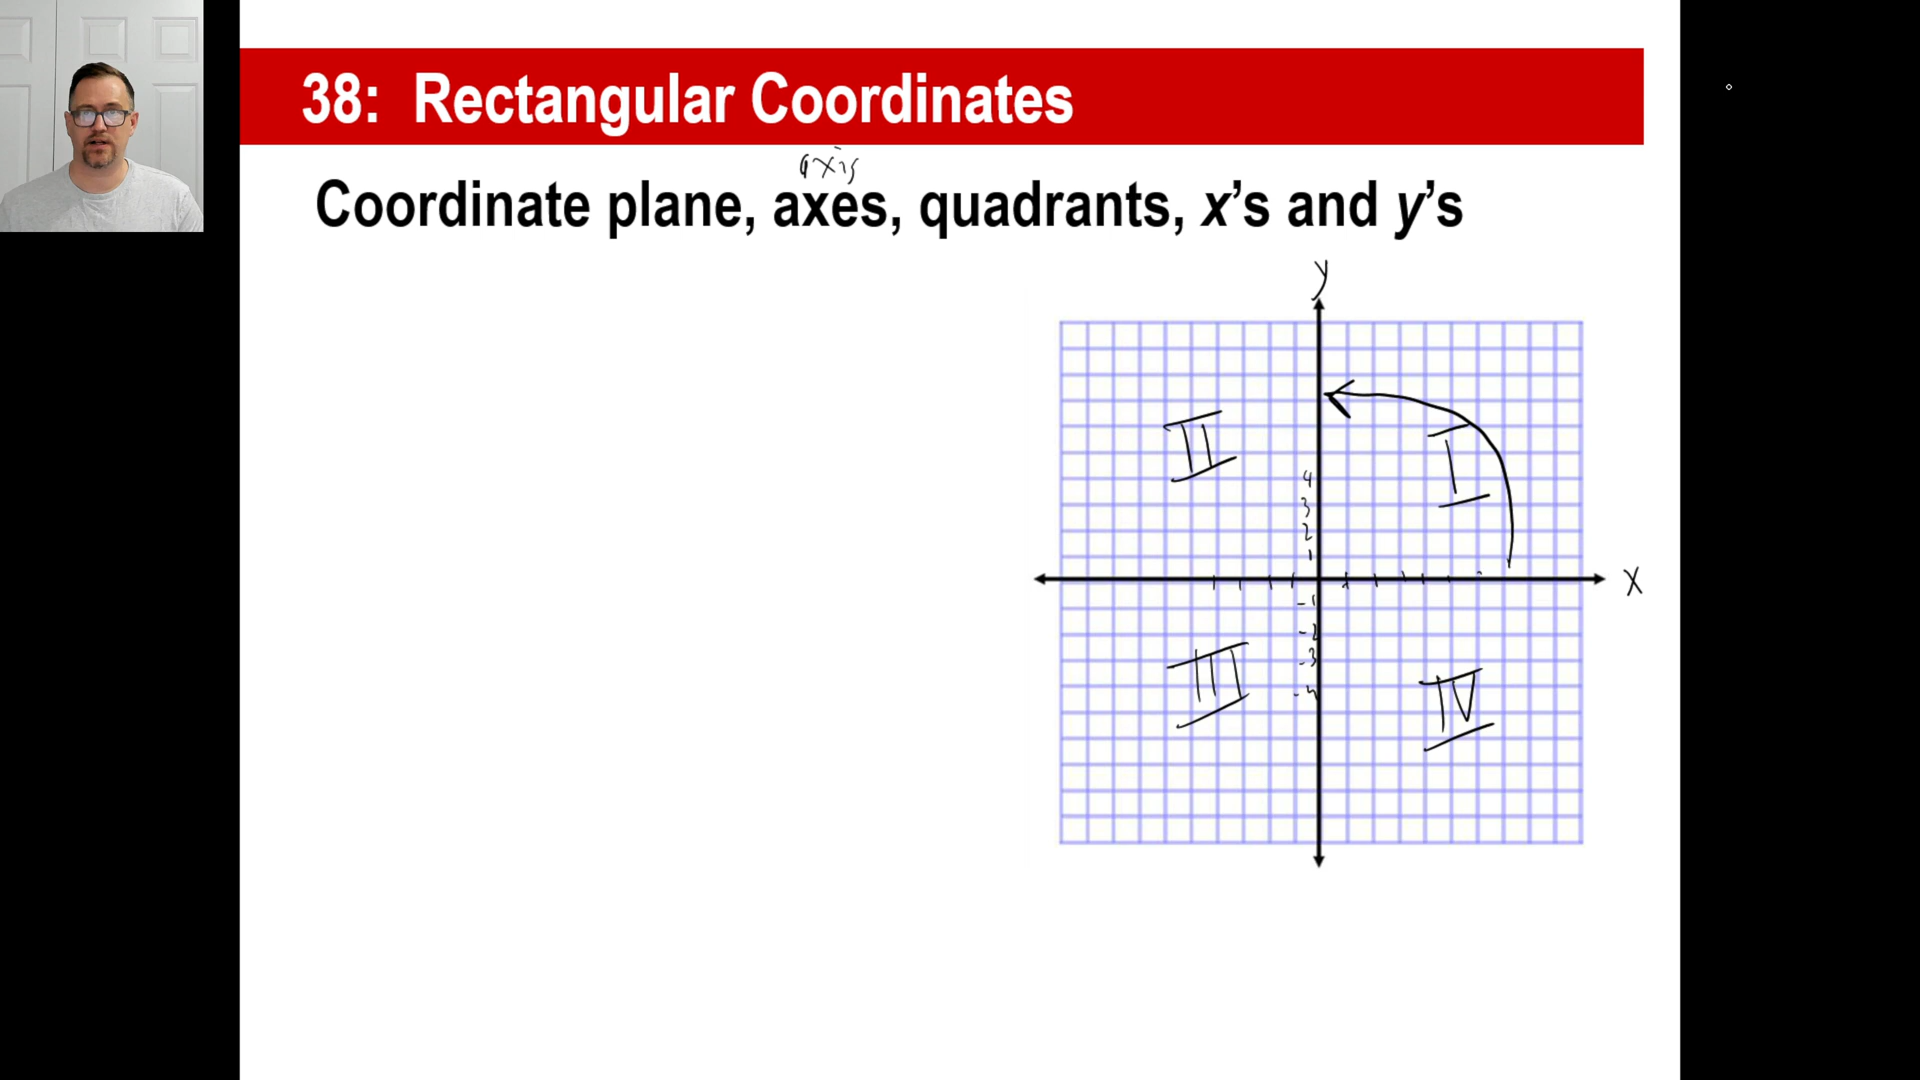 38: Rectangular Coordinates
axis
Coordinate plane, axes, quadrants, x’s and y’s
y
II
I
4
3
2
1
x
-1
-2
-3
-4
III
IV